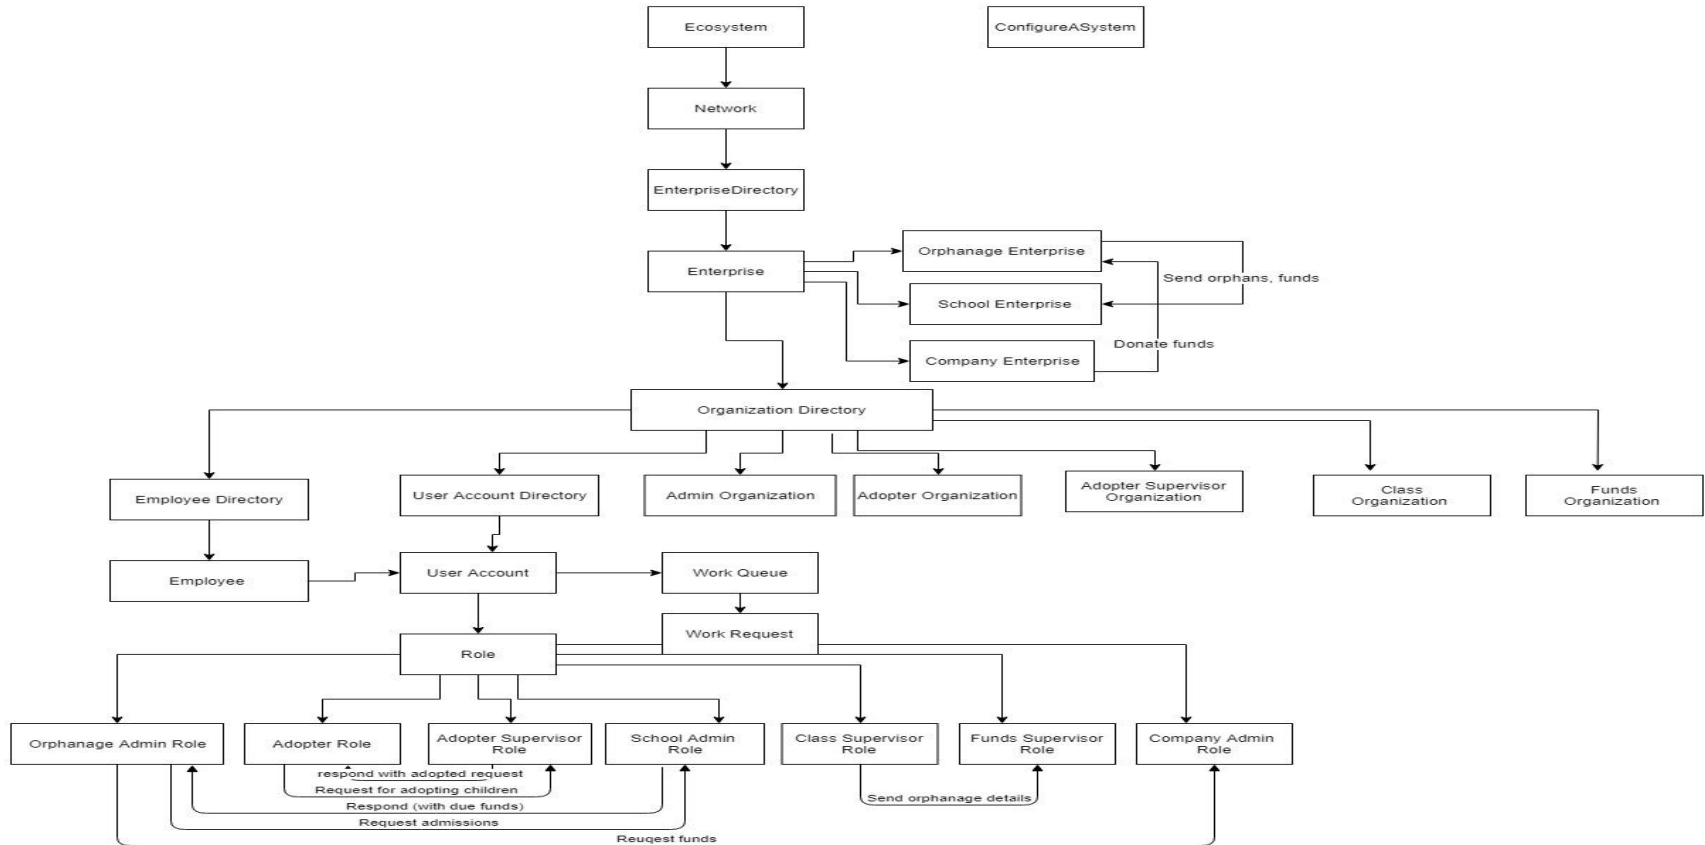 Ecosystem
ConfigureASystem
Network
EnterpriseDirectory
Enterprise
Orphanage Enterprise
Send orphans, funds
School Enterprise
Donate funds
Company Enterprise
Organization Directory
Employee Directory
User Account Directory
Admin Organization
Adopter Organization
Adopter Supervisor
Organization
Class
Organization
Funds
Organization
Employee
User Account
Work Queue
Work Request
Role
Orphanage Admin Role
Adopter Role
Adopter Supervisor
Role
School Admin
Role
Class Supervisor
Role
Funds Supervisor
Role
Company Admin
Role
respond with adopted request
Request for adopting children
Respond (with due funds)
Send orphanage details
Request admissions
Reuqest funds